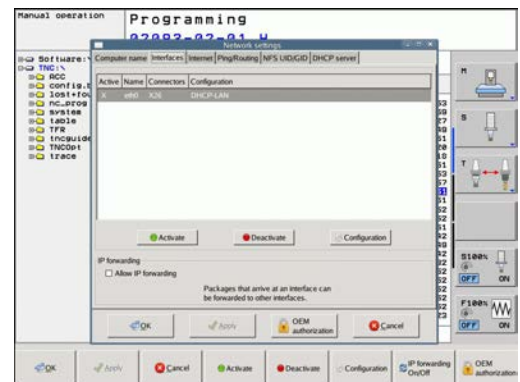 Manual operation
Programming
Network settings
Software:
TNC:\
ACC
config.
lost+fou
nc_prog
system
table
TFR
tncguide
TNCOpt
trace
Computer name Interfaces Internet Ping/Routing NFS UID/GID DHCP server
Active Name Connectors Configuration
X eth0 X26 DHCP-LAN
Activate Deactivate Configuration
IP forwarding
Allow IP forwarding
Packages that arrive at an interface can
be forwarded to other interfaces.
OK Apply OEM authorization Cancel
M
S
T
S100%
OFF ON
F100%
OFF ON
OK Apply Cancel Activate Deactivate Configuration IP forwarding On/Off OEM authorization